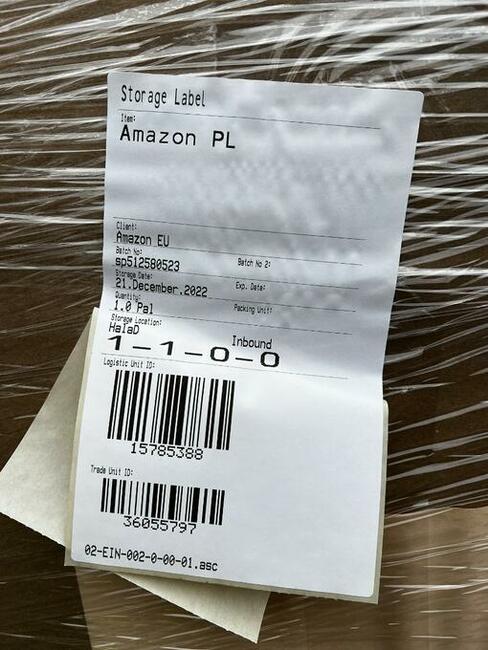 Storage Label
Item:
Amazon PL
Client:
Amazon EU
Batch No: Batch No 2:
sp512580523
Storage Date: Exp. Date:
21.December.2022
Quantity: Packing Unit:
1.0 Pal
Storage Location:
HalaD Inbound
1-1-0-0
Logistic Unit ID:
15785388
Trade Unit ID:
36055797
02-EIN-002-0-00-01.asc